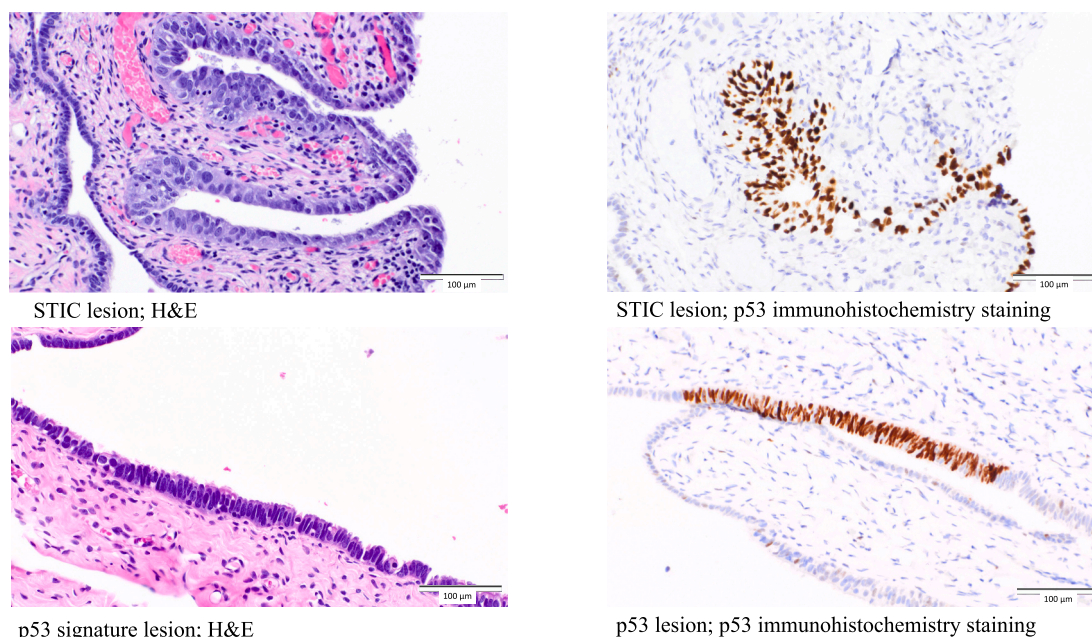 100 µm
100 µm
STIC lesion; H&E
STIC lesion; p53 immunohistochemistry staining
100 µm
100 µm
p53 signature lesion; H&E
p53 lesion; p53 immunohistochemistry staining